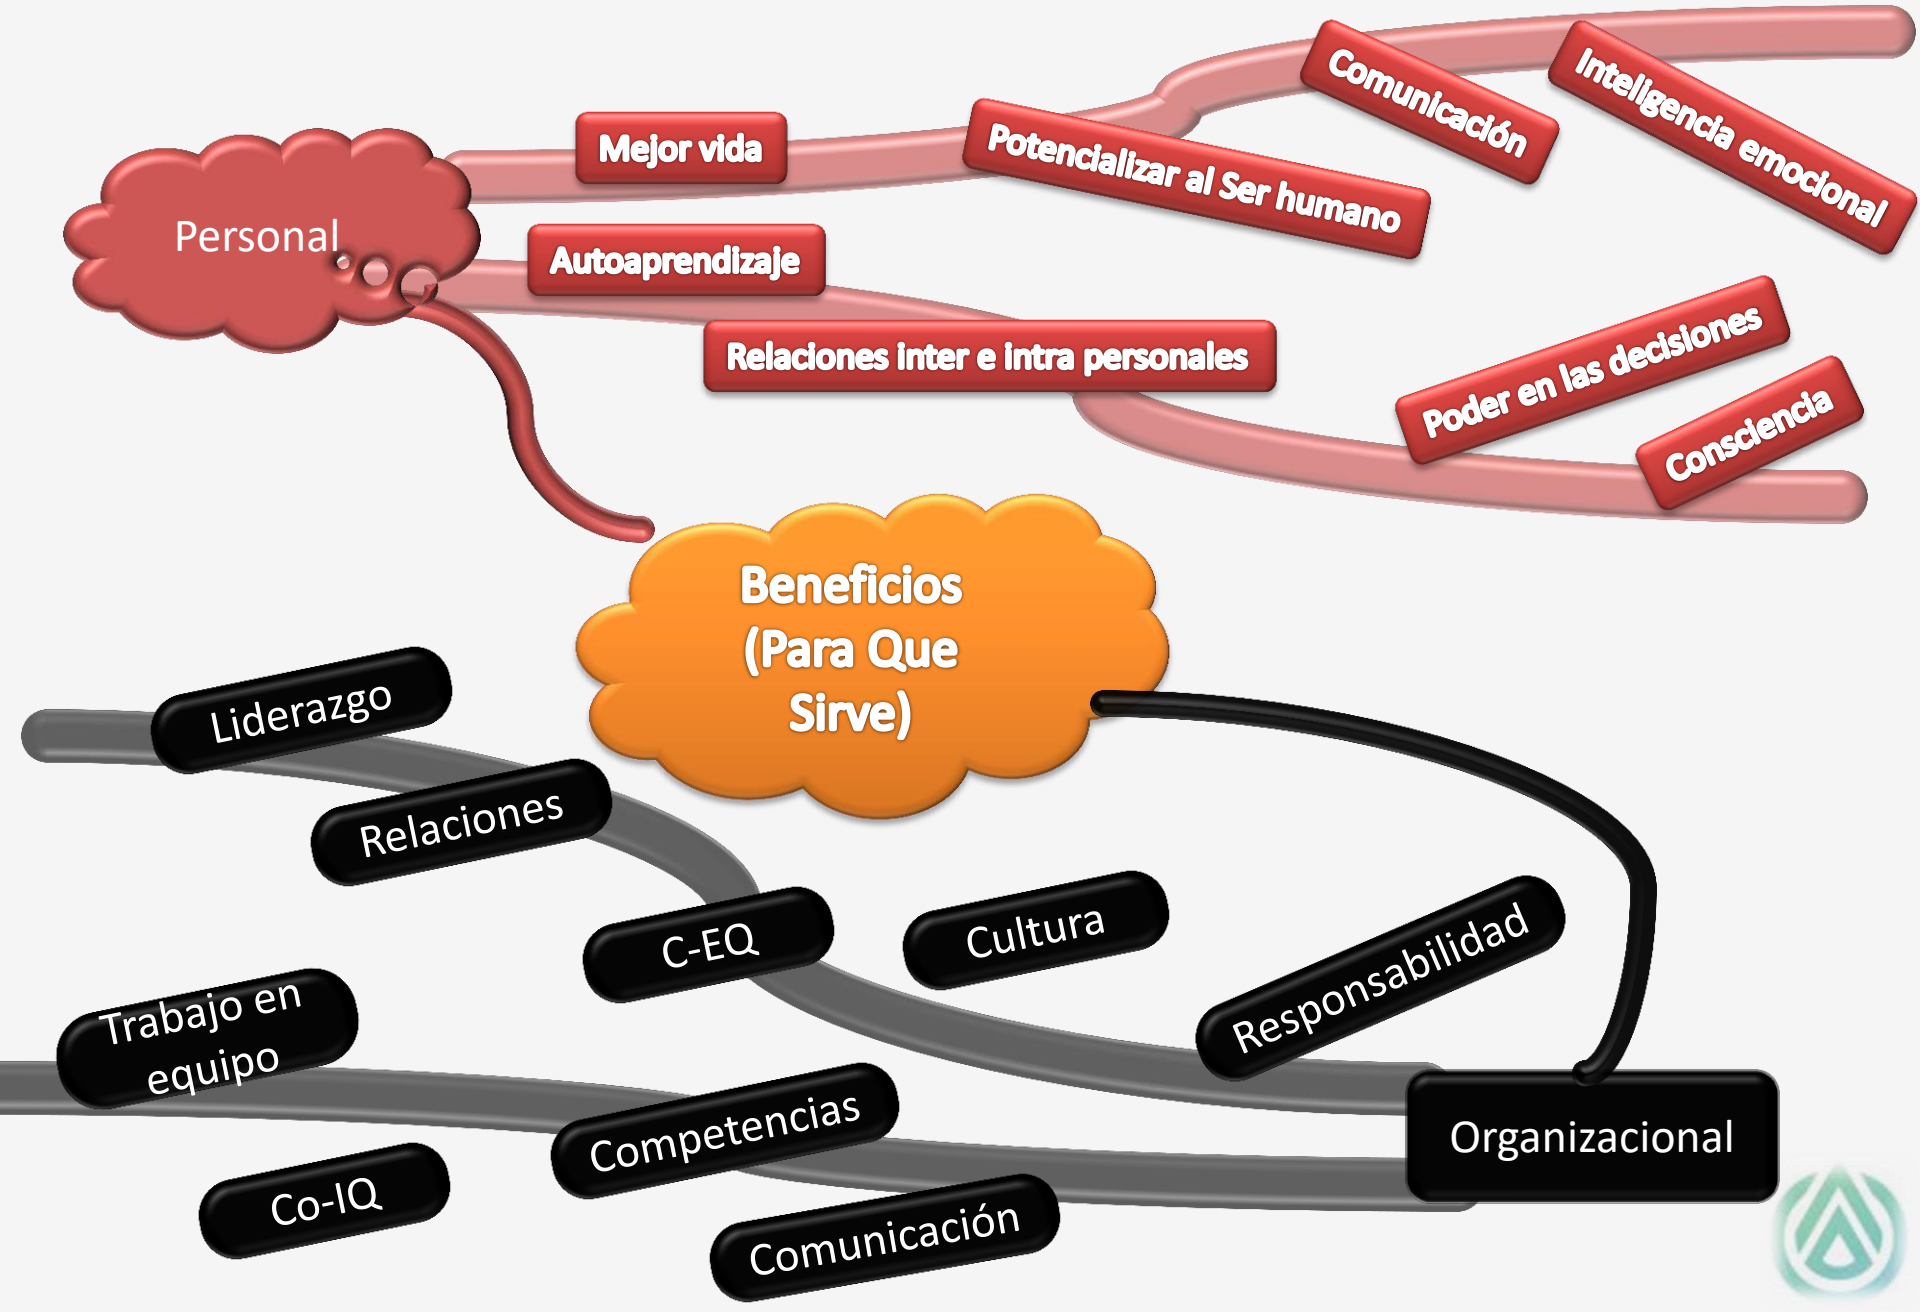 Comunicación
Inteligencia emocional
Mejor vida
Potencializar al Ser humano
Personal
Autoaprendizaje
Relaciones inter e intra personales
Poder en las decisiones
Consciencia
Beneficios
(Para Que
Sirve)
Liderazgo
Relaciones
C-EQ
Cultura
Responsabilidad
Trabajo en
equipo
Competencias
Organizacional
Co-IQ
Comunicación